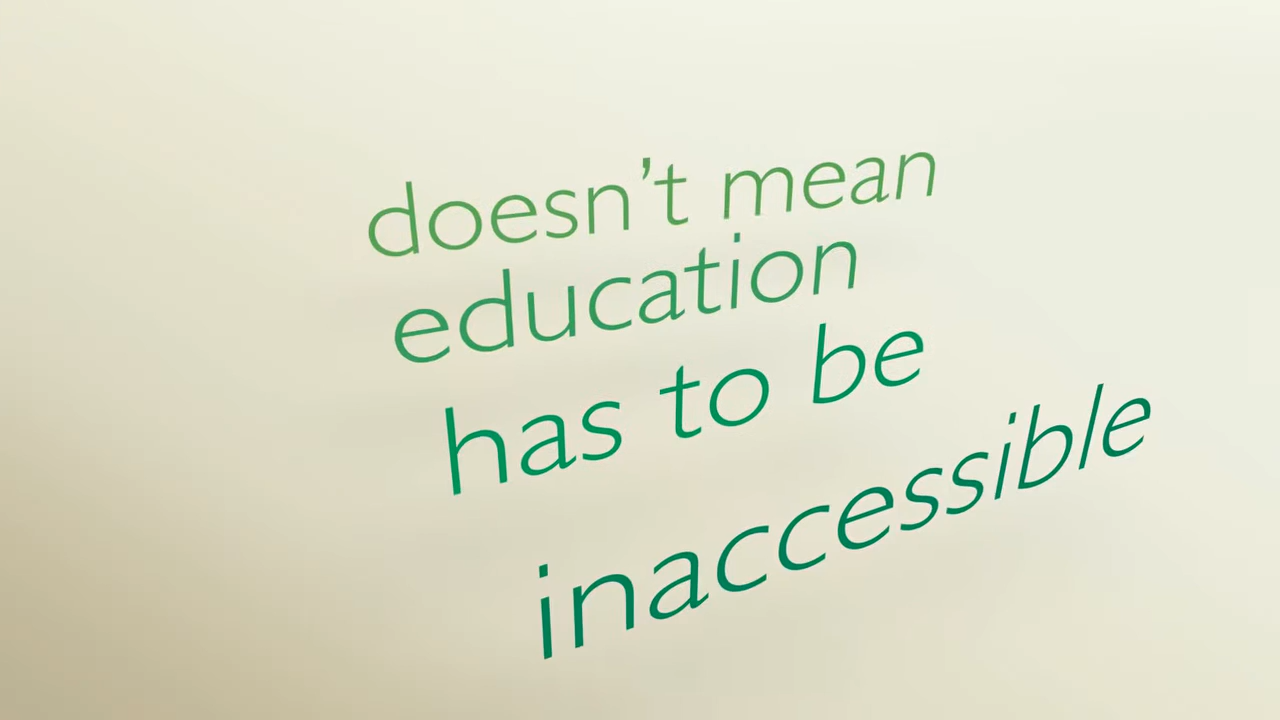 doesn’t mean
education
has to be
inaccessible